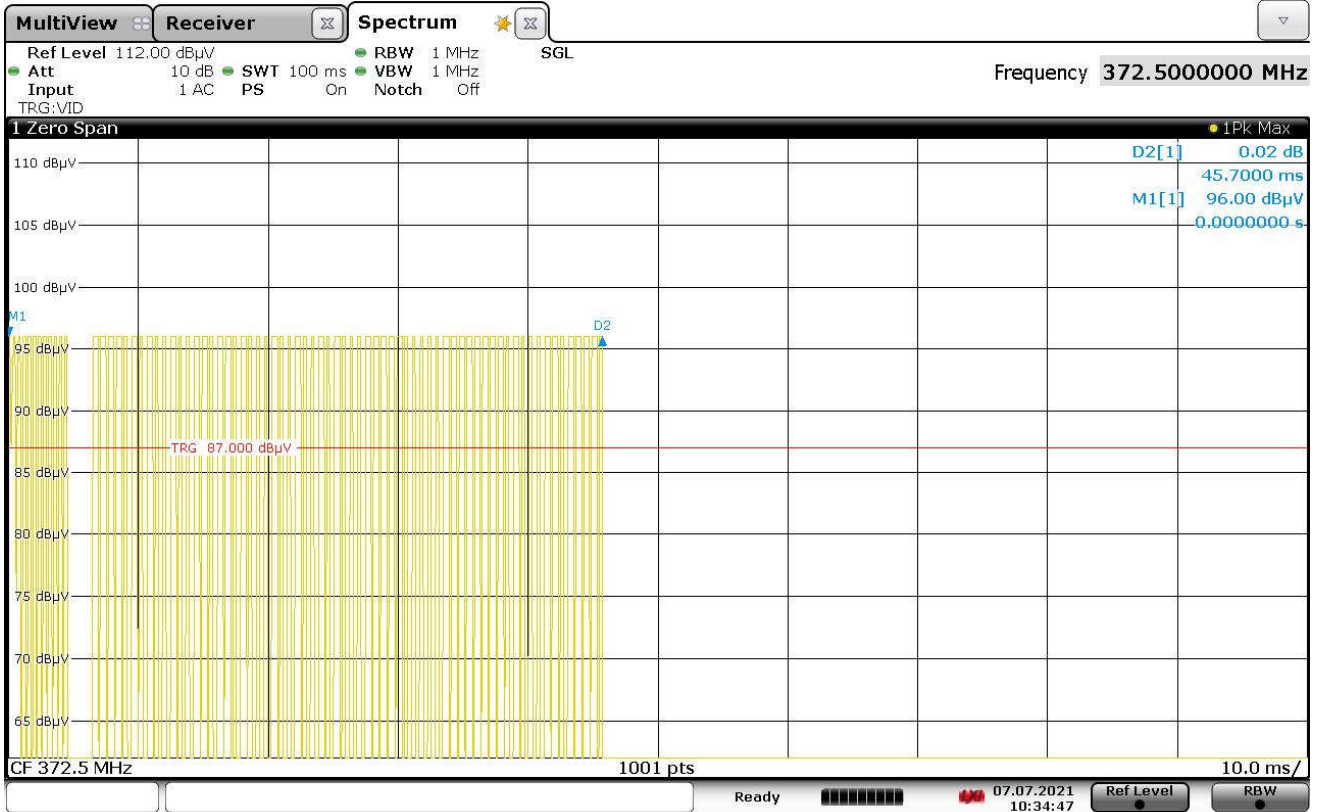 MultiView Receiver Spectrum
Ref Level 112.00 dBµV RBW 1 MHz SGL
Att 10 dB SWT 100 ms VBW 1 MHz Frequency 372.5000000 MHz
Input 1 AC PS On Notch Off
TRG:VID
1 Zero Span 1Pk Max
D2[1] 0.02 dB
45.7000 ms
M1[1] 96.00 dBµV
0.0000000 s
110 dBµV
105 dBµV
100 dBµV
M1
D2
95 dBµV
90 dBµV
TRG 87.000 dBµV
85 dBµV
80 dBµV
75 dBµV
70 dBµV
65 dBµV
CF 372.5 MHz 1001 pts 10.0 ms/
Ready 07.07.2021 Ref Level RBW
10:34:47